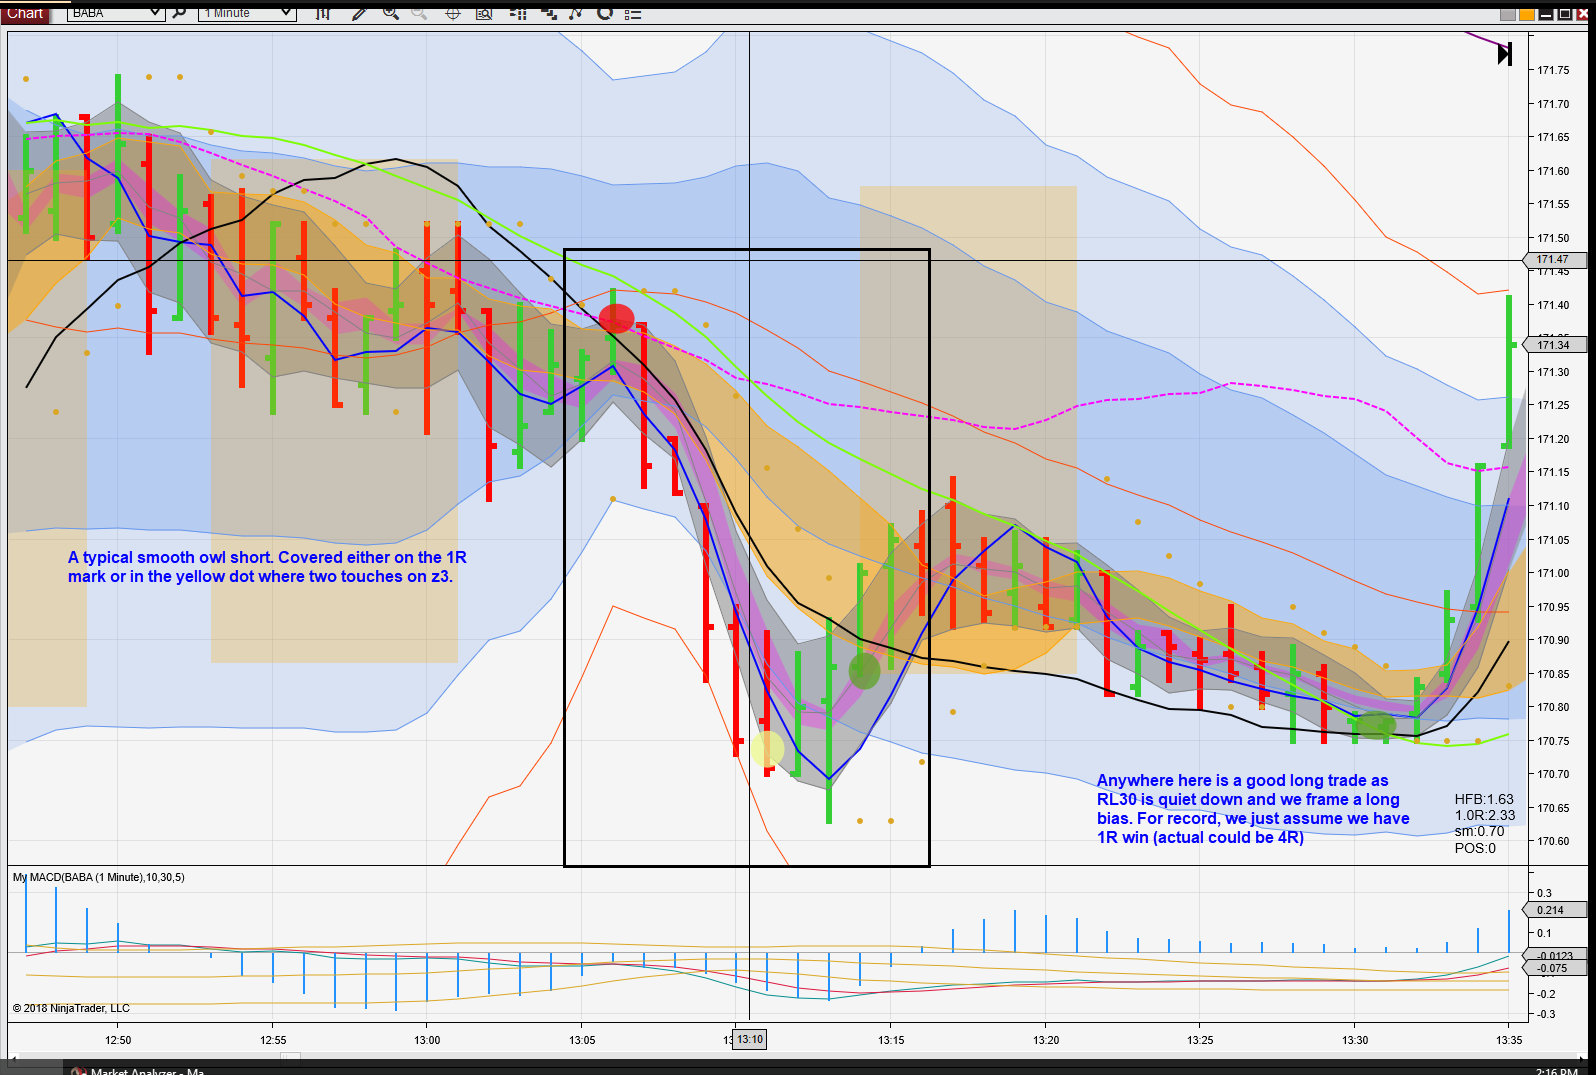 Chart
BABA
1 Minute
171.75
171.70
171.65
171.60
171.55
171.50
171.47
171.45
171.40
171.34
171.30
171.25
171.20
171.15
171.10
171.05
171.00
170.95
170.90
170.85
170.80
170.75
170.70
170.65
170.60
A typical smooth owl short. Covered either on the 1R
mark or in the yellow dot where two touches on z3.
Anywhere here is a good long trade as
RL30 is quiet down and we frame a long
bias. For record, we just assume we have
1R win (actual could be 4R)
HFB:1.63
1.0R:2.33
sm:0.70
POS:0
My MACD(BABA (1 Minute),10,30,5)
0.3
0.214
0.1
-0.0123
-0.075
-0.2
-0.3
© 2018 NinjaTrader, LLC
12:50 12:55 13:00 13:05 13:10 13:15 13:20 13:25 13:30 13:35
Market Analyzer - Ma
2:16 PM